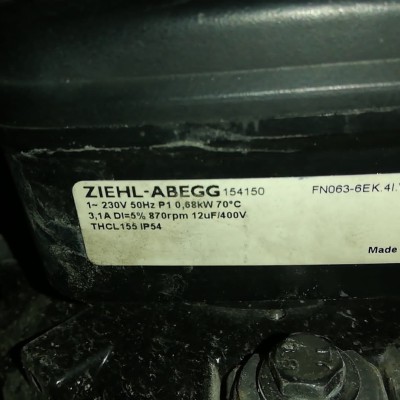 ZIEHL-ABEGG 154150 FN063-6EK.4I.
1~ 230V 50Hz P1 0,68kW 70°C
3,1A DI=5% 870rpm 12uF/400V
THCL155 IP54
Made